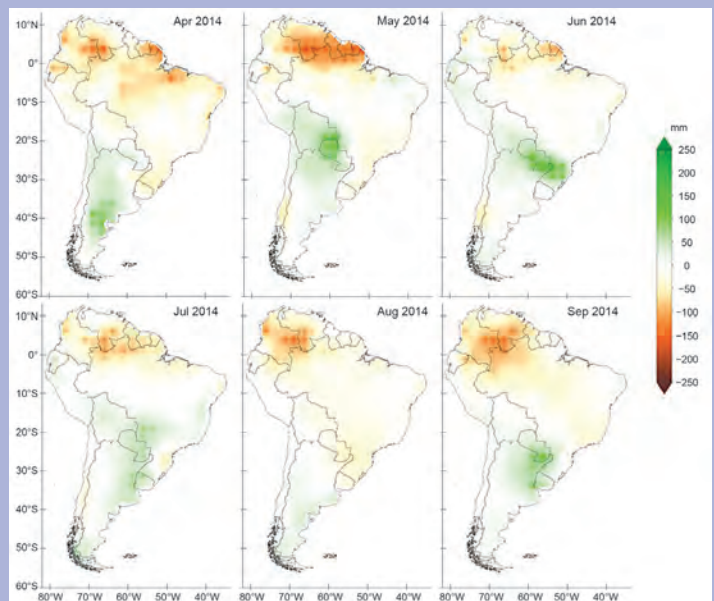 Apr 2014
May 2014
Jun 2014
10°N
0°
10°S
20°S
30°S
40°S
50°S
60°S
mm
250
200
150
100
50
0
−50
−100
−150
−200
−250
Jul 2014
Aug 2014
Sep 2014
10°N
0°
10°S
20°S
30°S
40°S
50°S
60°S
80°W 70°W 60°W 50°W 40°W 80°W 70°W 60°W 50°W 40°W 80°W 70°W 60°W 50°W 40°W